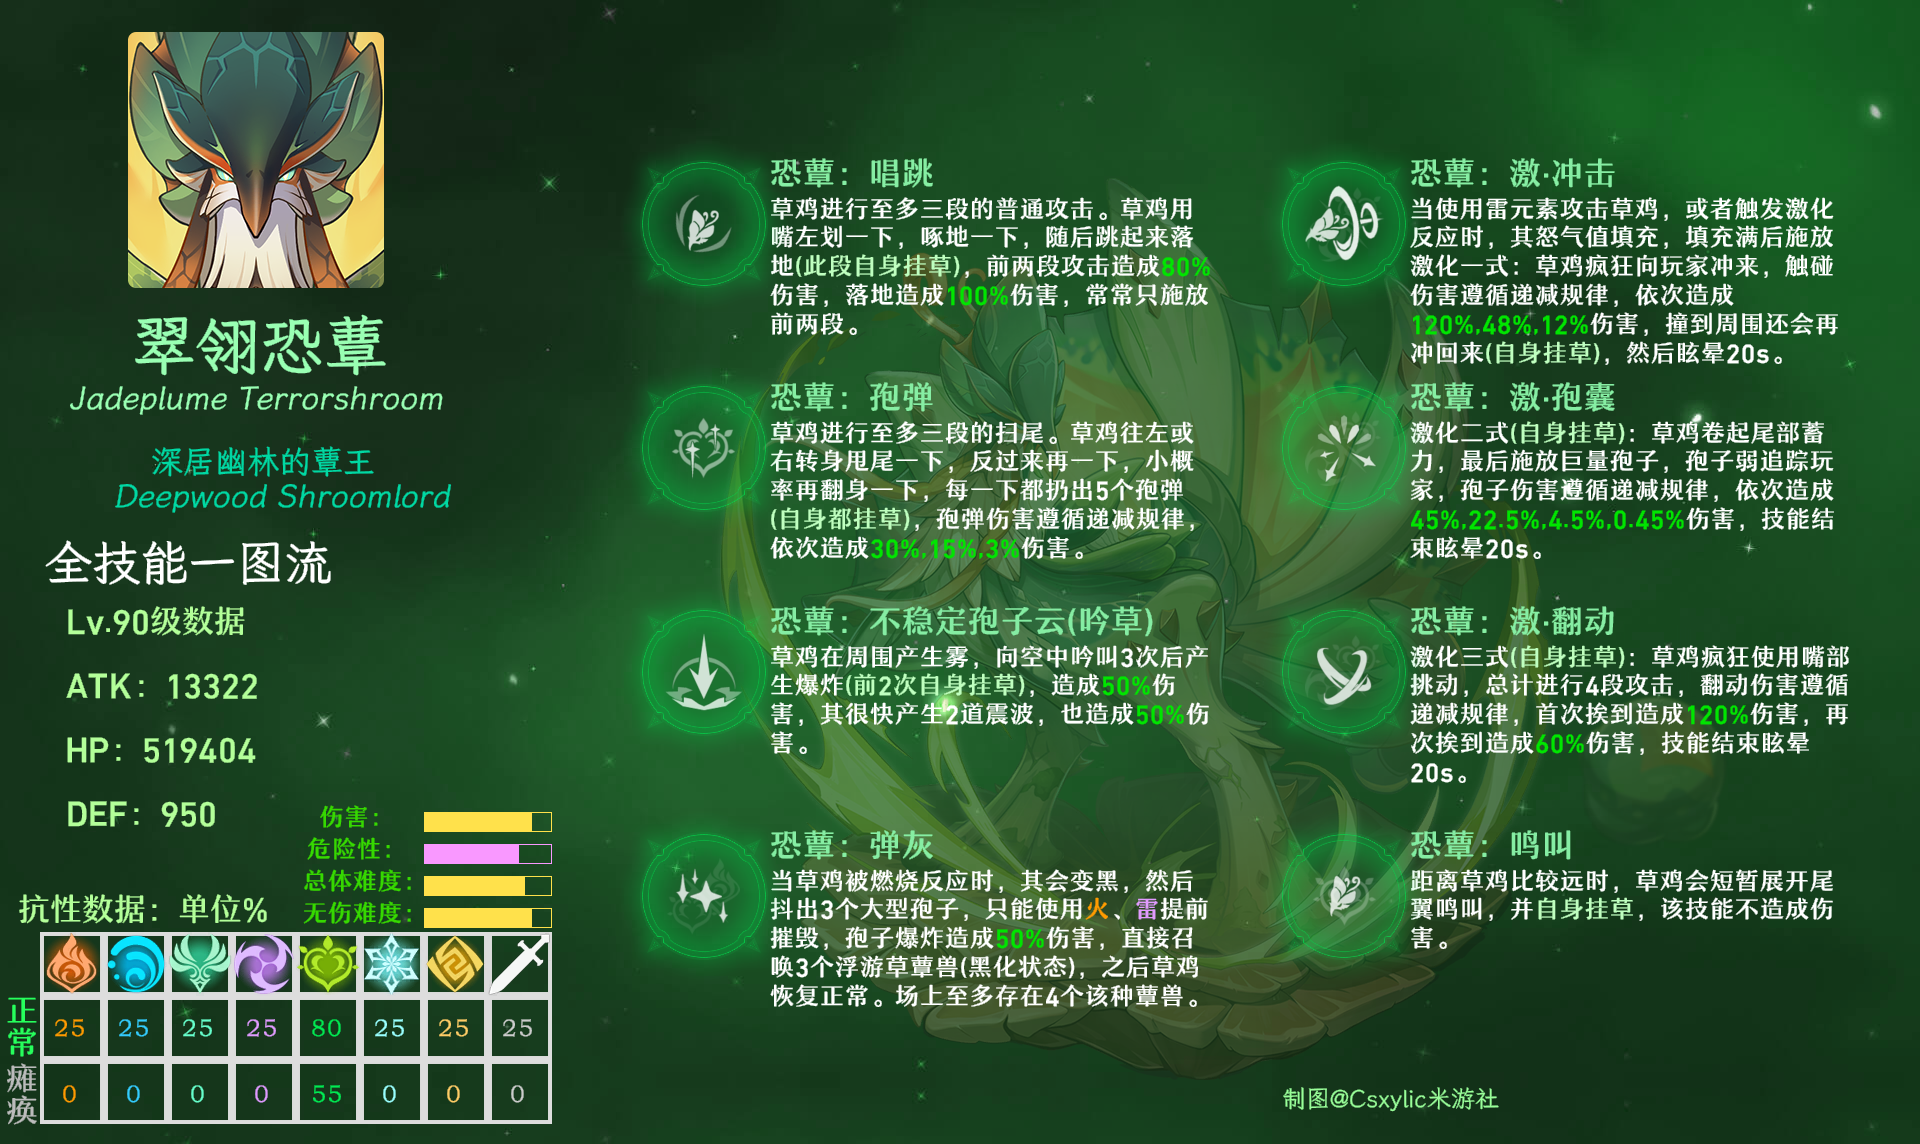 翠翎恐蕈
Jadeplume Terrorshroom
深居幽林的蕈王
Deepwood Shroomlord
全技能一图流
Lv.90级数据
ATK：13322
HP：519404
DEF：950
伤害：
危险性：
总体难度：
无伤难度：
抗性数据：单位%
正常
25 25 25 25 80 25 25 25
瘫痪
0 0 0 0 55 0 0 0
恐蕈：唱跳
草鸡进行至多三段的普通攻击。草鸡用
嘴左划一下，啄地一下，随后跳起来落
地(此段自身挂草)，前两段攻击造成80%
伤害，落地造成100%伤害，常常只施放
前两段。
恐蕈：孢弹
草鸡进行至多三段的扫尾。草鸡往左或
右转身甩尾一下，反过来再一下，小概
率再翻身一下，每一下都扔出5个孢弹
(自身都挂草)，孢弹伤害遵循递减规律，
依次造成30%,15%,3%伤害。
恐蕈：不稳定孢子云(吟草)
草鸡在周围产生雾，向空中吟叫3次后产
生爆炸(前2次自身挂草)，造成50%伤
害，其很快产生2道震波，也造成50%伤
害。
恐蕈：弹灰
当草鸡被燃烧反应时，其会变黑，然后
抖出3个大型孢子，只能使用火、雷提前
摧毁，孢子爆炸造成50%伤害，直接召
唤3个浮游草蕈兽(黑化状态)，之后草鸡
恢复正常。场上至多存在4个该种蕈兽。
恐蕈：激·冲击
当使用雷元素攻击草鸡，或者触发激化
反应时，其怒气值填充，填充满后施放
激化一式：草鸡疯狂向玩家冲来，触碰
伤害遵循递减规律，依次造成
120%,48%,12%伤害，撞到周围还会再
冲回来(自身挂草)，然后眩晕20s。
恐蕈：激·孢囊
激化二式(自身挂草)：草鸡卷起尾部蓄
力，最后施放巨量孢子，孢子弱追踪玩
家，孢子伤害遵循递减规律，依次造成
45%,22.5%,4.5%,0.45%伤害，技能结
束眩晕20s。
恐蕈：激·翻动
激化三式(自身挂草)：草鸡疯狂使用嘴部
挑动，总计进行4段攻击，翻动伤害遵循
递减规律，首次挨到造成120%伤害，再
次挨到造成60%伤害，技能结束眩晕
20s。
恐蕈：鸣叫
距离草鸡比较远时，草鸡会短暂展开尾
翼鸣叫，并自身挂草，该技能不造成伤
害。
制图@Csxylic米游社